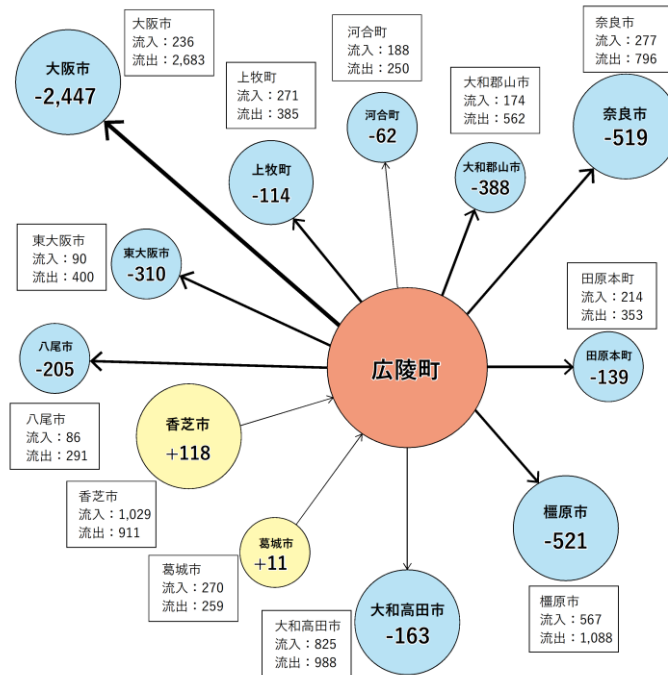 大阪市
流入：236
流出：2,683
大阪市
-2,447
河合町
流入：188
流出：250
河合町
-62
奈良市
流入：277
流出：796
奈良市
-519
上牧町
流入：271
流出：385
上牧町
-114
大和郡山市
流入：174
流出：562
大和郡山市
-388
東大阪市
流入：90
流出：400
東大阪市
-310
田原本町
流入：214
流出：353
田原本町
-139
八尾市
-205
八尾市
流入：86
流出：291
広陵町
香芝市
+118
香芝市
流入：1,029
流出：911
葛城市
+11
葛城市
流入：270
流出：259
大和高田市
-163
大和高田市
流入：825
流出：988
橿原市
-521
橿原市
流入：567
流出：1,088